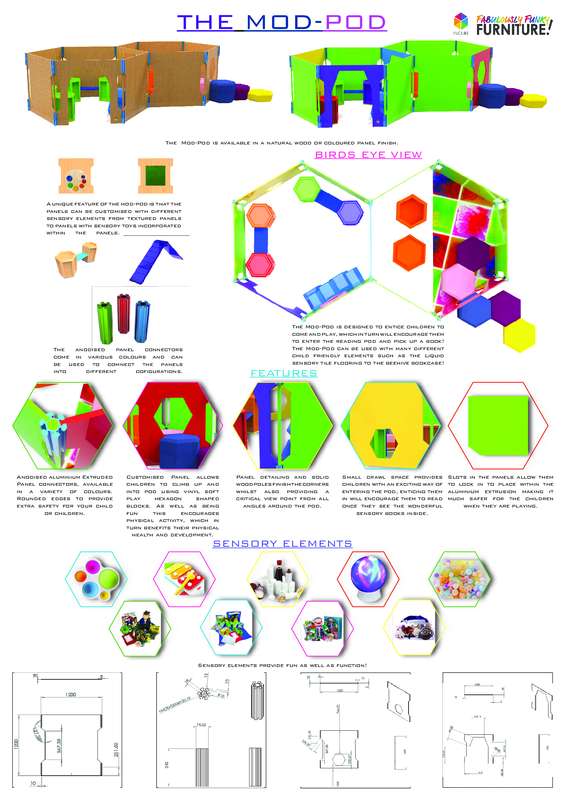 THE MOD-POD
FABULOUSLY FUNKY
FURNITURE!
The Mod-Pod is available in a natural wood or coloured panel finish.
BIRDS EYE VIEW
A unique feature of the mod-pod is that the
panels can be customised with different
sensory elements from textured panels
to panels with sensory toys incorporated
within the panels.
The Mod-Pod is designed to entice children to
come and play, which in turn will encourage them
to enter the reading pod and pick up a book!
The Mod-Pod can be used with many different
child friendly elements such as the liquid
sensory tile flooring to the beehive bookcase!
The anodised panel connectors
come in various colours and can
be used to connect the panels
into different configurations.
FEATURES
Anodised aluminium Extruded
Panel connectors, available
in a variety of colours.
Rounded edges to provide
extra safety for your child
or children.
Customised Panel allows
children to climb up and
into pod using vinyl soft
play hexagon shaped
blocks. As well as being
fun this encourages
physical activity, which in
turn benefits their physical
health and development.
Panel detailing and solid
wood poles finish the corners
whilst also providing a
critical view point from all
angles around the pod.
Small crawl space provides
children with an exciting way of
entering the pod, enticing them
in will encourage them to read
once they see the wonderful
sensory books inside.
Slots in the panels allow them
to lock in to place within the
aluminium extrusion making it
much safer for the children
when they are playing.
SENSORY ELEMENTS
Sensory elements provide fun as well as function!
1200
1200
10